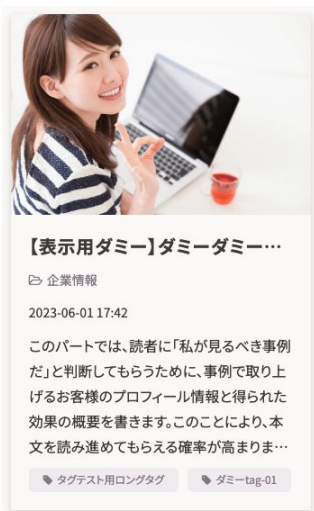 【表示用ダミー】ダミーダミー…
企業情報
2023-06-01 17:42
このパートでは、読者に「私が見るべき事例
だ」と判断してもらうために、事例で取り上
げるお客様のプロフィール情報と得られた
効果の概要を書きます。このことにより、本
文を読み進めてもらえる確率が高まりま…
タグテスト用ロングタグ
ダミーtag-01